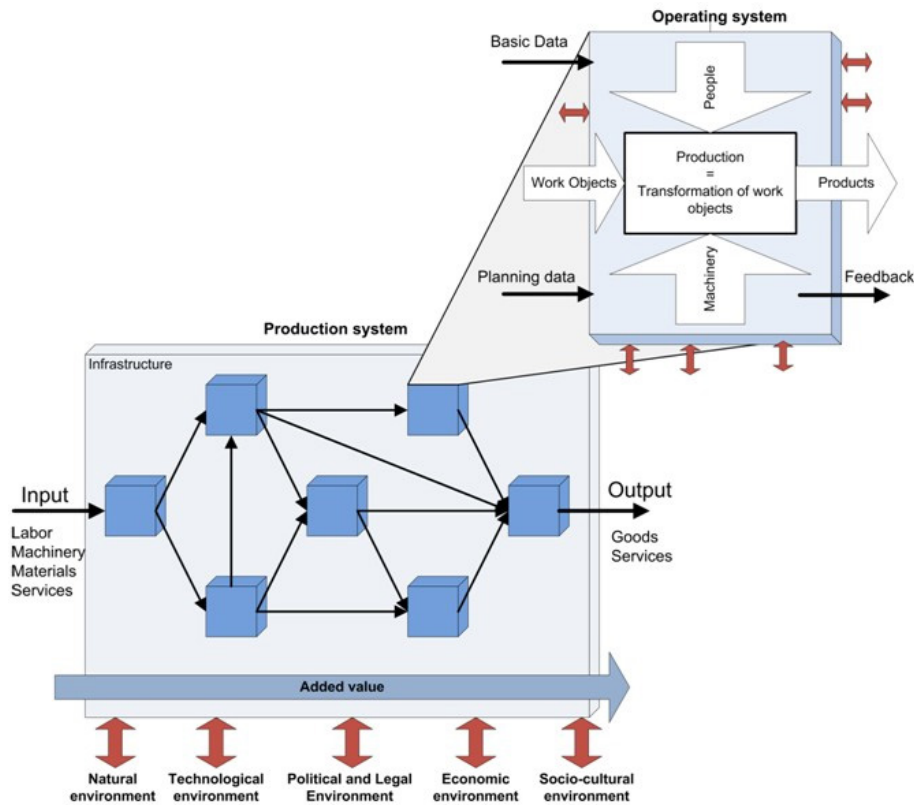 Operating system
Basic Data
People
Production
=
Transformation of work
objects
Work Objects
Products
Planning data
Machinery
Feedback
Production system
Infrastructure
Input
Labor
Machinery
Materials
Services
Output
Goods
Services
Added value
Natural
environment
Technological
environment
Political and Legal
Environment
Economic
environment
Socio-cultural
environment